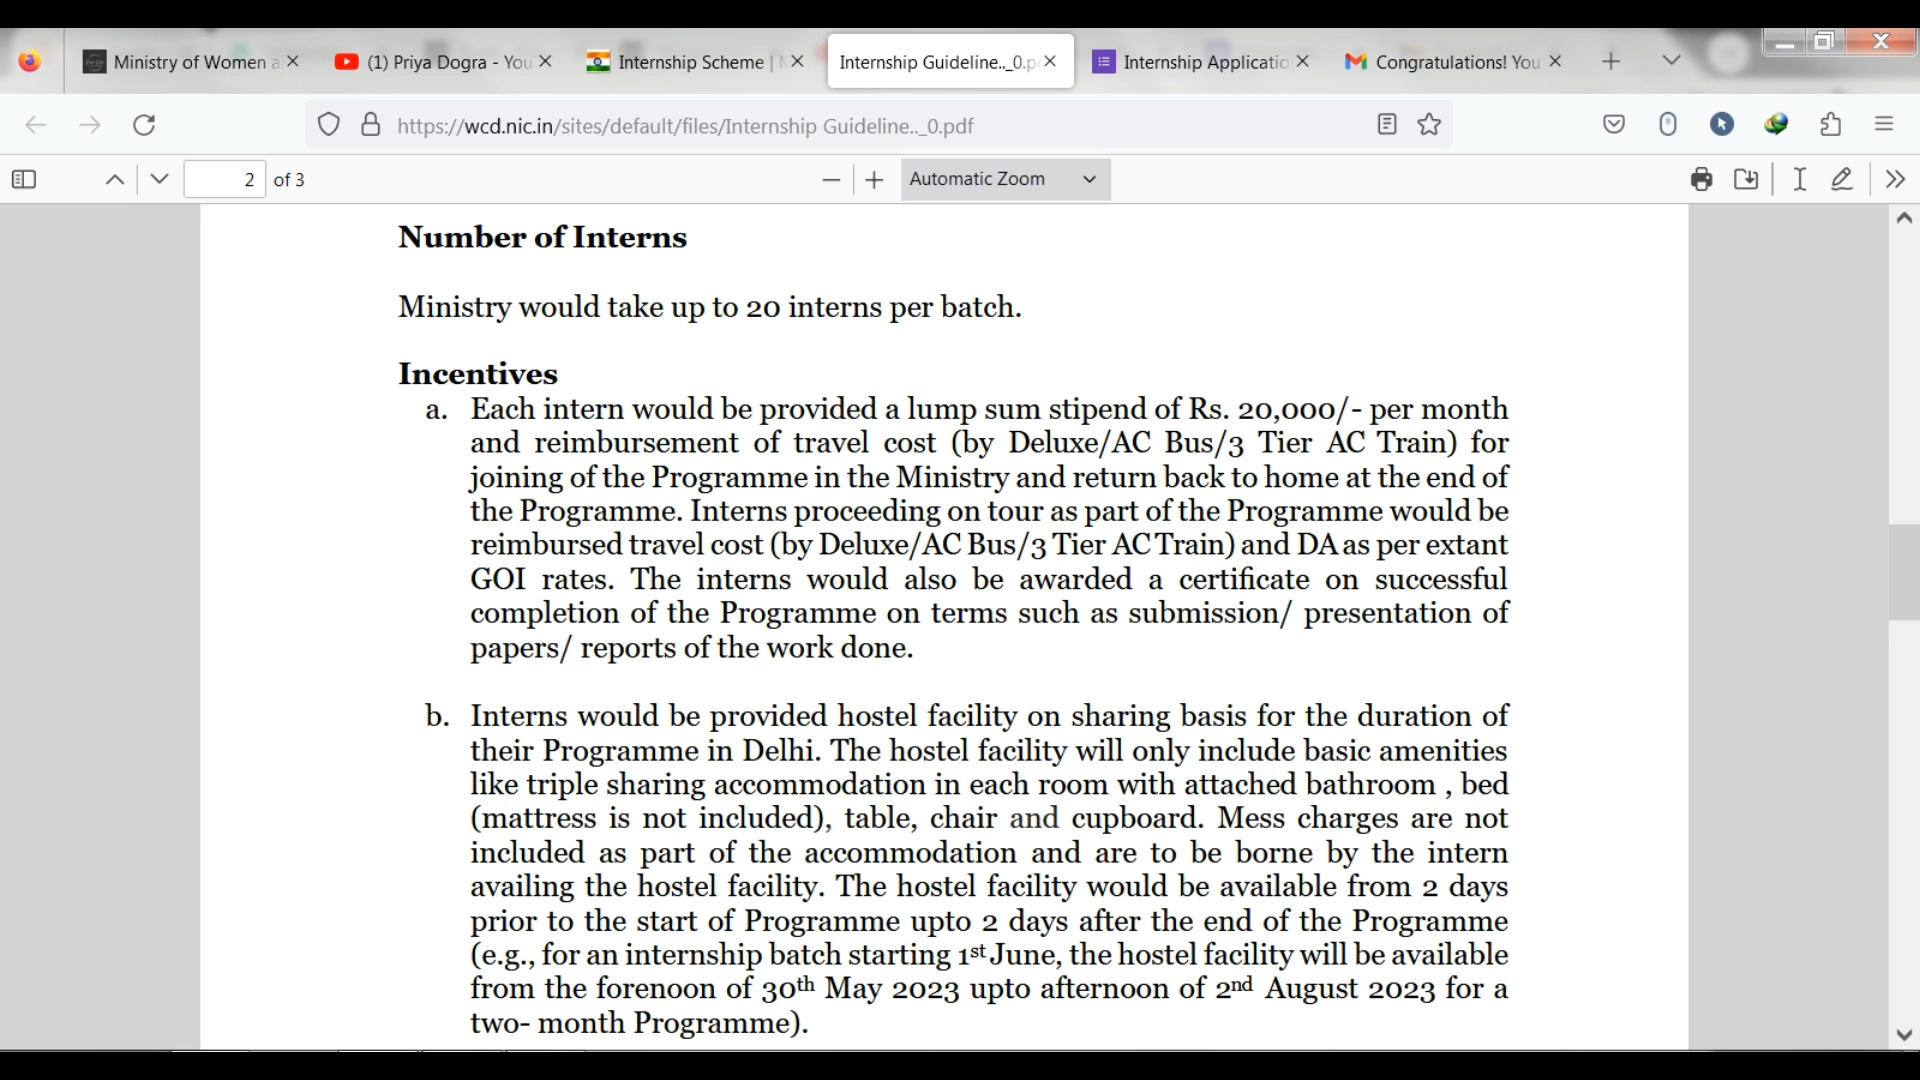 Ministry of Women a
(1) Priya Dogra - You
Internship Scheme |
Internship Guideline.._0.p
Internship Applicatio
Congratulations! You
https://wcd.nic.in/sites/default/files/Internship Guideline.._0.pdf
2 of 3
Automatic Zoom
Number of Interns
Ministry would take up to 20 interns per batch.
Incentives
a. Each intern would be provided a lump sum stipend of Rs. 20,000/- per month
and reimbursement of travel cost (by Deluxe/AC Bus/3 Tier AC Train) for
joining of the Programme in the Ministry and return back to home at the end of
the Programme. Interns proceeding on tour as part of the Programme would be
reimbursed travel cost (by Deluxe/AC Bus/3 Tier AC Train) and DA as per extant
GOI rates. The interns would also be awarded a certificate on successful
completion of the Programme on terms such as submission/ presentation of
papers/ reports of the work done.
b. Interns would be provided hostel facility on sharing basis for the duration of
their Programme in Delhi. The hostel facility will only include basic amenities
like triple sharing accommodation in each room with attached bathroom , bed
(mattress is not included), table, chair and cupboard. Mess charges are not
included as part of the accommodation and are to be borne by the intern
availing the hostel facility. The hostel facility would be available from 2 days
prior to the start of Programme upto 2 days after the end of the Programme
(e.g., for an internship batch starting 1st June, the hostel facility will be available
from the forenoon of 30th May 2023 upto afternoon of 2nd August 2023 for a
two- month Programme).